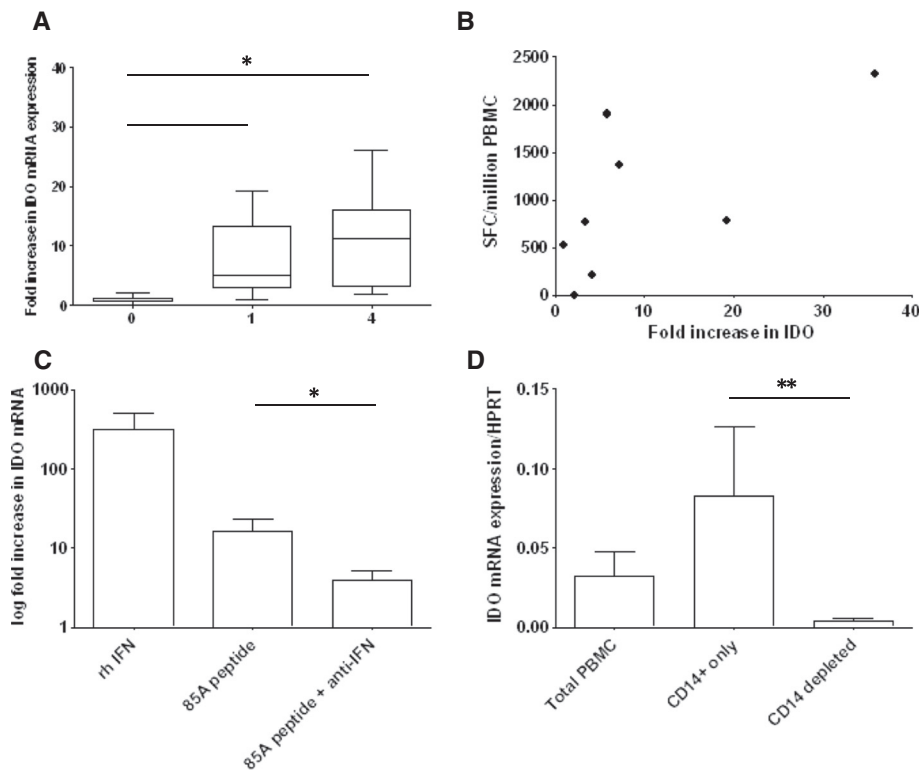 A
Fold increase in IDO mRNA expression
50
40
30
20
10
0
*
0 1 4
B
SFC/million PBMC
2500
2000
1500
1000
500
0
0 10 20 30 40
Fold increase in IDO
C
log fold increase in IDO mRNA
1000
100
10
1
*
rh IFN
85A peptide
85A peptide + anti-IFN
D
IDO mRNA expression/HPRT
0.15
0.10
0.05
0.00
**
Total PBMC
CD14+ only
CD14 depleted